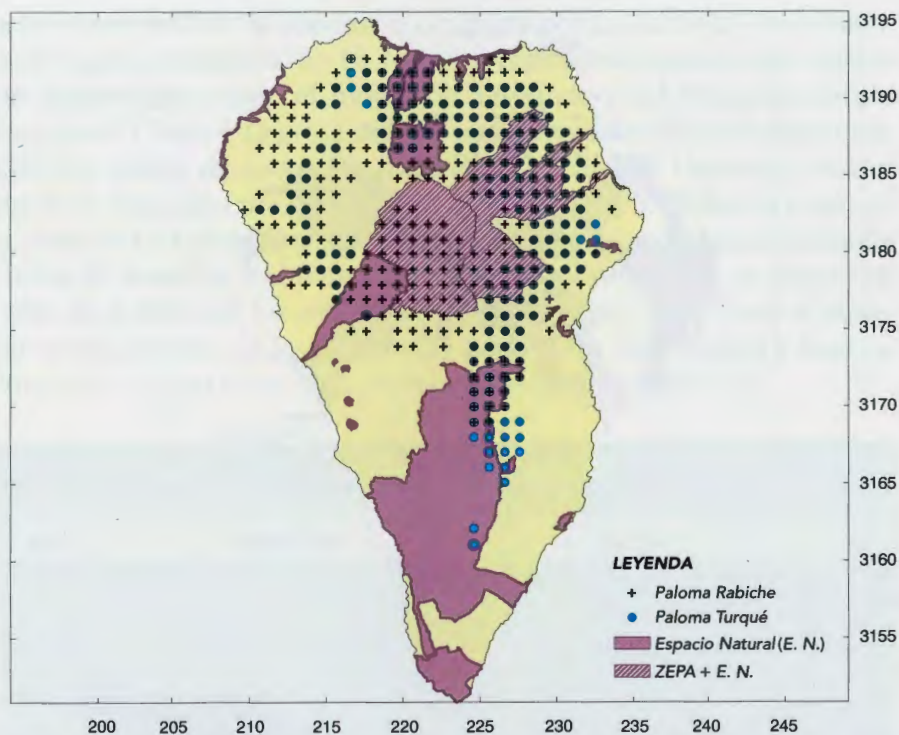 3195
3190
3185
3180
3175
3170
3165
3160
3155
LEYENDA
Paloma Rabiche
Paloma Turqué
Espacio Natural (E. N.)
ZEPA + E. N.
200 205 210 215 220 225 230 235 240 245